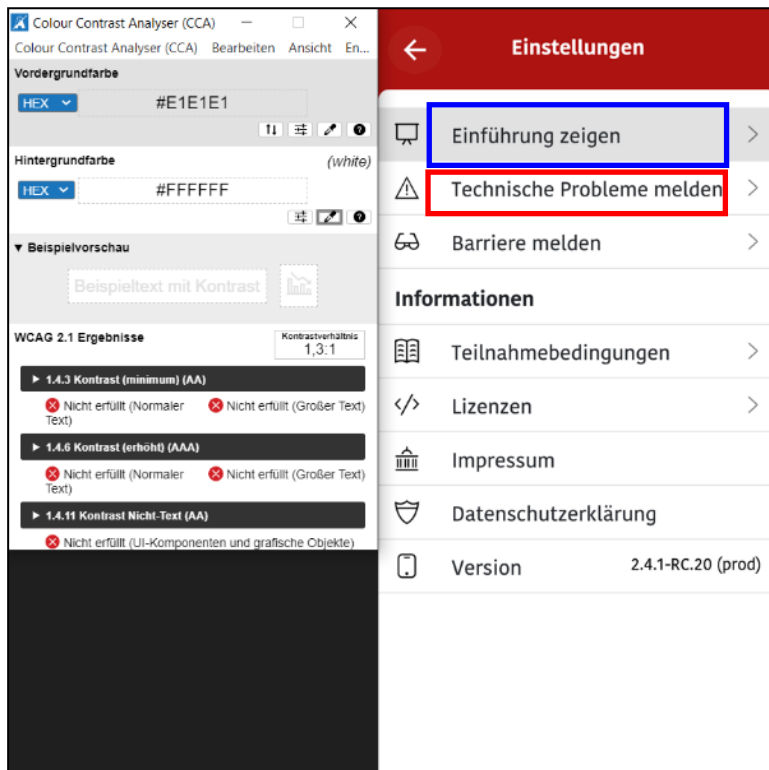 Colour Contrast Analyser (CCA)
Colour Contrast Analyser (CCA) Bearbeiten Ansicht En...
Vordergrundfarbe
HEX #E1E1E1
Hintergrundfarbe (white)
HEX #FFFFFF
Beispielvorschau
Beispieltext mit Kontrast
WCAG 2.1 Ergebnisse
Kontrastverhältnis
1,3:1
1.4.3 Kontrast (minimum) (AA)
Nicht erfüllt (Normaler Text)
Nicht erfüllt (Großer Text)
1.4.6 Kontrast (erhöht) (AAA)
Nicht erfüllt (Normaler Text)
Nicht erfüllt (Großer Text)
1.4.11 Kontrast Nicht-Text (AA)
Nicht erfüllt (UI-Komponenten und grafische Objekte)
Einstellungen
Einführung zeigen
Technische Probleme melden
Barriere melden
Informationen
Teilnahmebedingungen
Lizenzen
Impressum
Datenschutzerklärung
Version 2.4.1-RC.20 (prod)